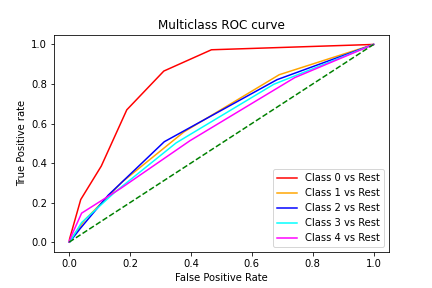 Multiclass ROC curve
True Positive rate
1.0
0.8
0.6
0.4
0.2
0.0
Class 0 vs Rest
Class 1 vs Rest
Class 2 vs Rest
Class 3 vs Rest
Class 4 vs Rest
0.0 0.2 0.4 0.6 0.8 1.0
False Positive Rate